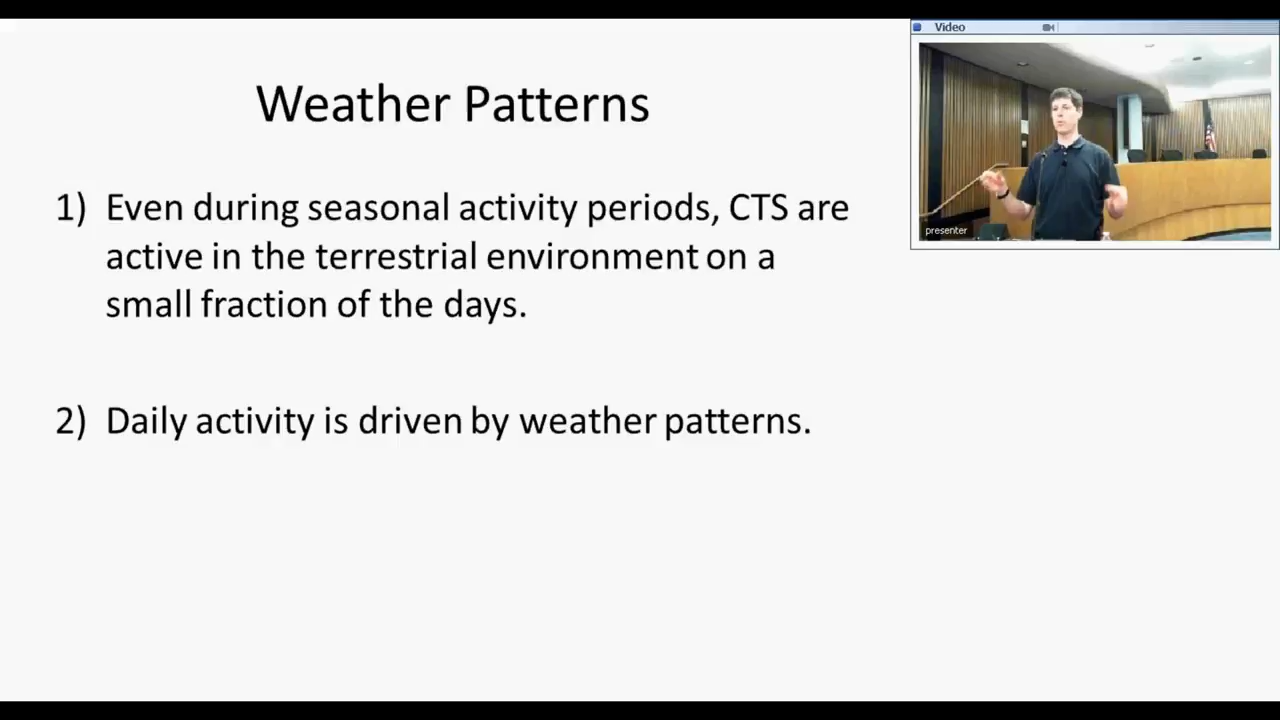 Video
Weather Patterns
presenter
1) Even during seasonal activity periods, CTS are
active in the terrestrial environment on a
small fraction of the days.
2) Daily activity is driven by weather patterns.